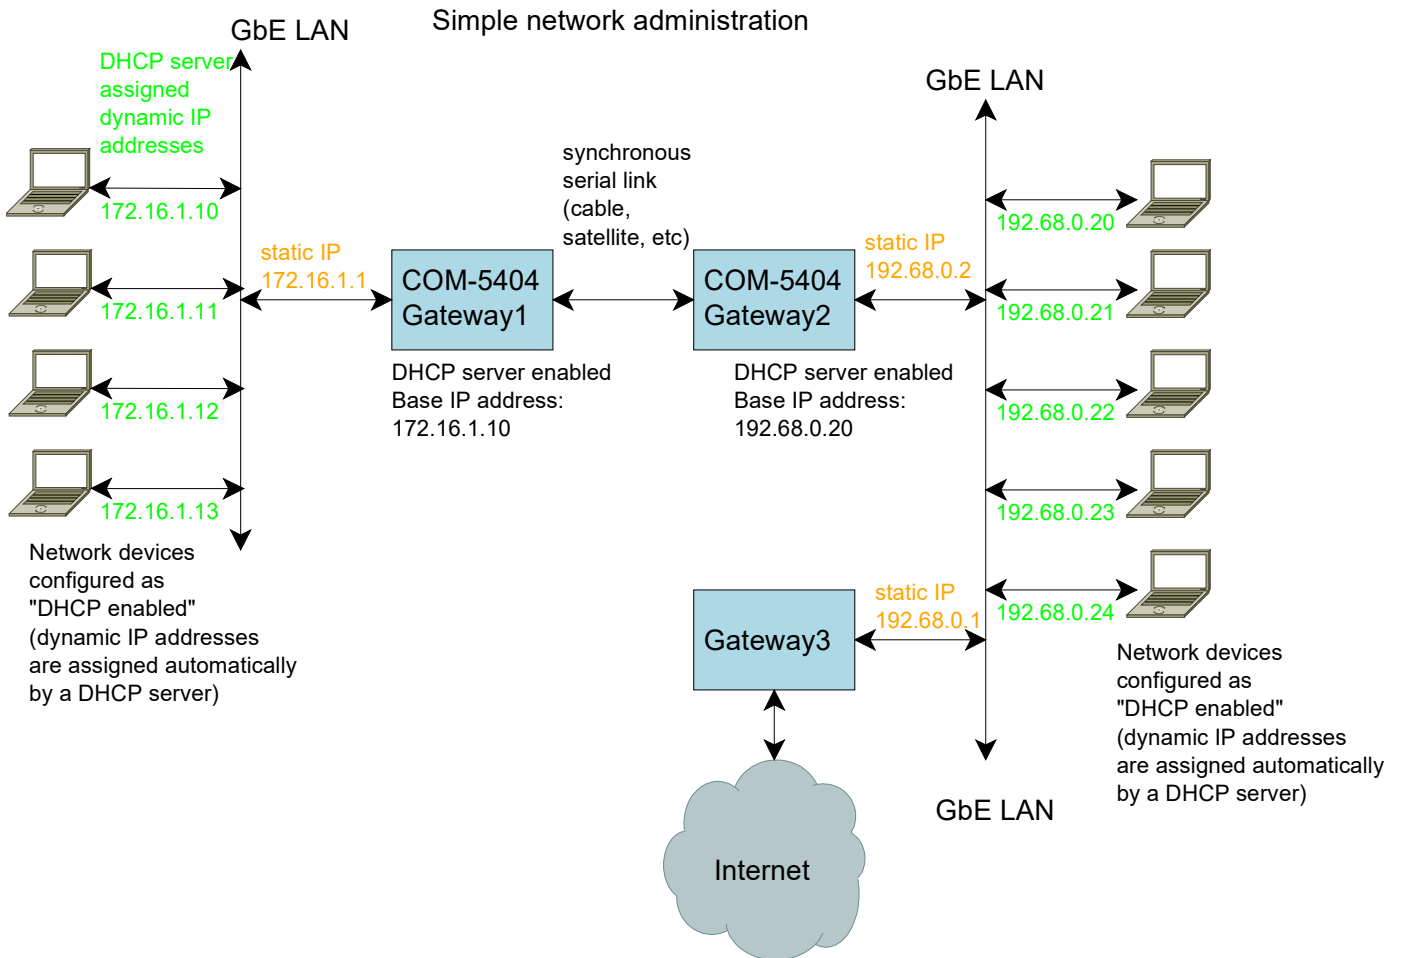 Simple network administration
GbE LAN
DHCP server
assigned
dynamic IP
addresses
172.16.1.10
172.16.1.11
172.16.1.12
172.16.1.13
Network devices
configured as
"DHCP enabled"
(dynamic IP addresses
are assigned automatically
by a DHCP server)
static IP
172.16.1.1
COM-5404
Gateway1
DHCP server enabled
Base IP address:
172.16.1.10
synchronous
serial link
(cable,
satellite, etc)
COM-5404
Gateway2
DHCP server enabled
Base IP address:
192.68.0.20
static IP
192.68.0.2
GbE LAN
192.68.0.20
192.68.0.21
192.68.0.22
192.68.0.23
192.68.0.24
Network devices
configured as
"DHCP enabled"
(dynamic IP addresses
are assigned automatically
by a DHCP server)
static IP
192.68.0.1
Gateway3
GbE LAN
Internet